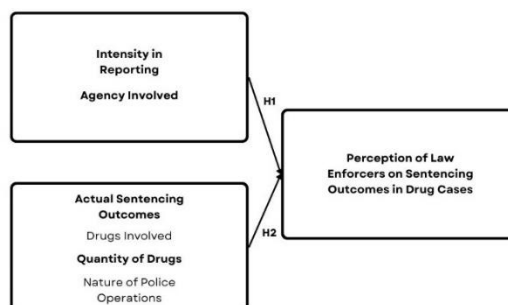 Intensity in
Reporting
Agency Involved
H1
Perception of Law
Enforcers on Sentencing
Outcomes in Drug Cases
Actual Sentencing
Outcomes
Drugs Involved
H2
Quantity of Drugs
Nature of Police
Operations